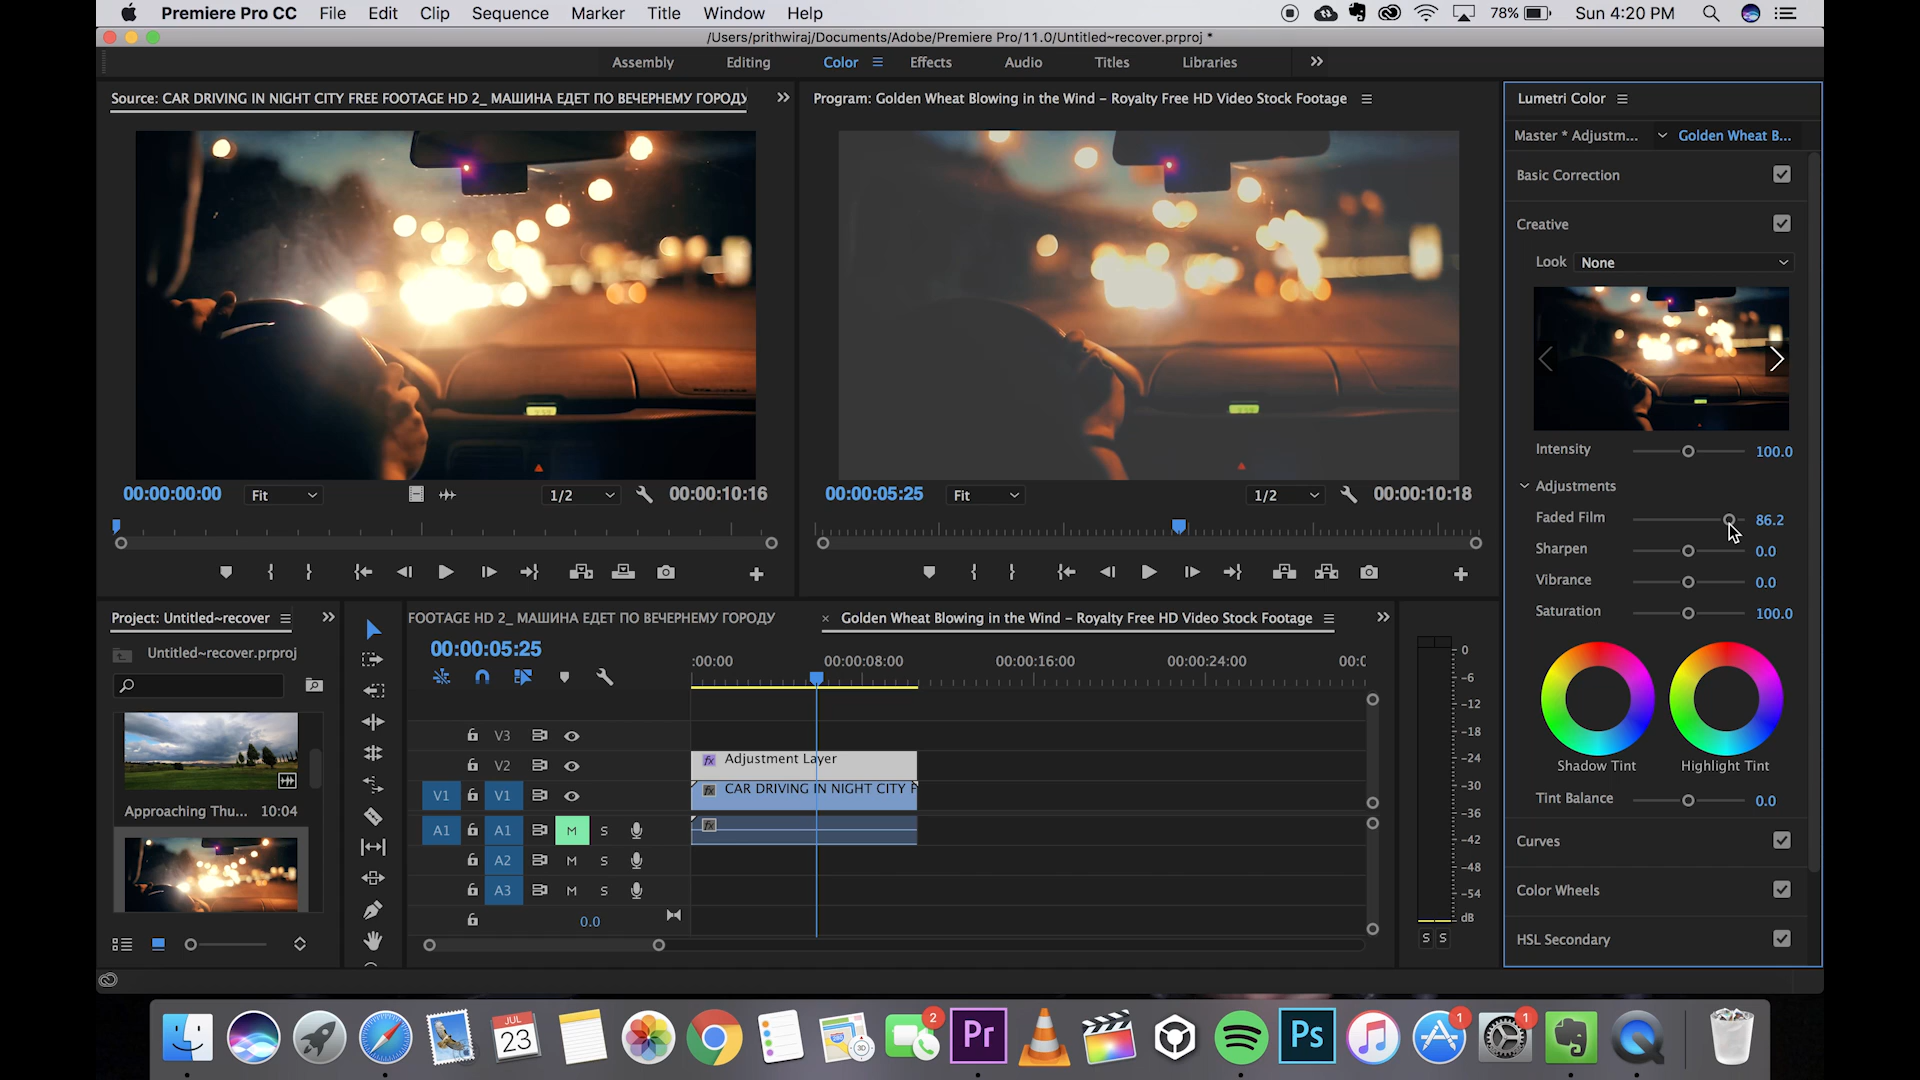 Premiere Pro CC File Edit Clip Sequence Marker Title Window Help 78% Sun 4:20 PM
/Users/prithwiraj/Documents/Adobe/Premiere Pro/11.0/Untitled~recover.prproj *
Assembly Editing Color Effects Audio Titles Libraries
Source: CAR DRIVING IN NIGHT CITY FREE FOOTAGE HD 2_ МАШИНА ЕДЕТ ПО ВЕЧЕРНЕМУ ГОРОДУ
Program: Golden Wheat Blowing in the Wind – Royalty Free HD Video Stock Footage
Lumetri Color
Master * Adjustm... Golden Wheat B...
Basic Correction
Creative
Look None
Intensity 100.0
Adjustments
Faded Film 86.2
Sharpen 0.0
Vibrance 0.0
Saturation 100.0
Shadow Tint Highlight Tint
Tint Balance 0.0
Curves
Color Wheels
HSL Secondary
00:00:00:00 Fit 1/2 00:00:10:16
00:00:05:25 Fit 1/2 00:00:10:18
Project: Untitled~recover
Untitled~recover.prproj
Approaching Thu... 10:04
FOOTAGE HD 2_ МАШИНА ЕДЕТ ПО ВЕЧЕРНЕМУ ГОРОДУ × Golden Wheat Blowing in the Wind – Royalty Free HD Video Stock Footage
00:00:05:25
:00:00 00:00:08:00 00:00:16:00 00:00:24:00 00:0
V3
V2 Adjustment Layer
V1 V1 CAR DRIVING IN NIGHT CITY F
A1 A1 M S
A2 M S
A3 M S
0.0
0
-6
-12
-18
-24
-30
-36
-42
-48
-54
dB
S S
JUL
23
2
Pr
Ps
1
1